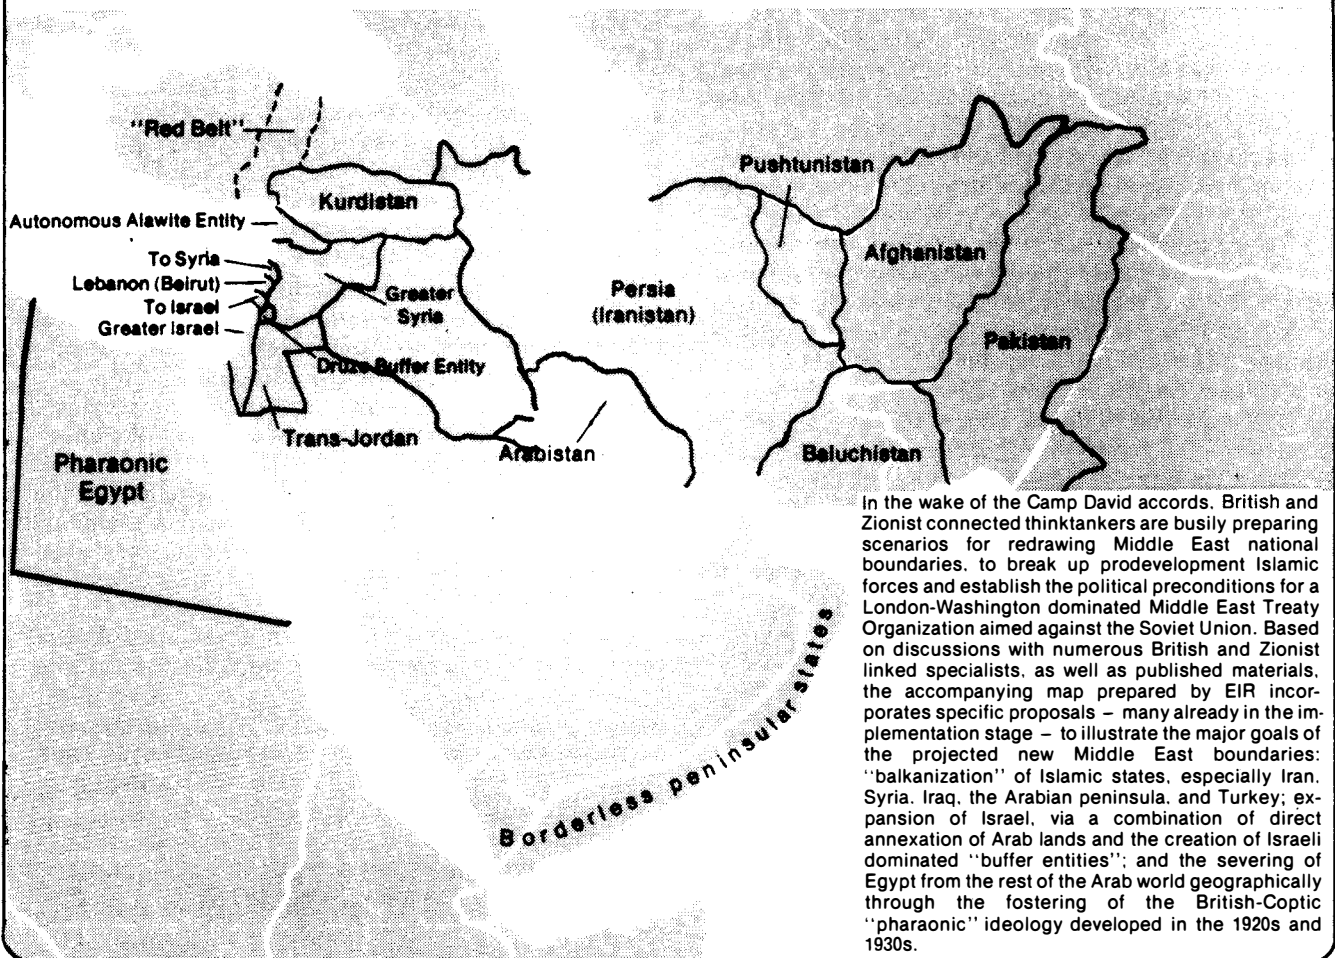 "Red Belt"
Kurdistan
Autonomous Alawite Entity
To Syria
Lebanon (Beirut)
To Israel
Greater Israel
Greater
Syria
Druze Buffer Entity
Trans-Jordan
Pharaonic
Egypt
Arabistan
Persia
(Iranistan)
Pushtunistan
Afghanistan
Pakistan
Baluchistan
Borderless peninsular states
In the wake of the Camp David accords, British and
Zionist connected thinktankers are busily preparing
scenarios for redrawing Middle East national
boundaries, to break up prodevelopment Islamic
forces and establish the political preconditions for a
London-Washington dominated Middle East Treaty
Organization aimed against the Soviet Union. Based
on discussions with numerous British and Zionist
linked specialists, as well as published materials,
the accompanying map prepared by EIR incor-
porates specific proposals – many already in the im-
plementation stage – to illustrate the major goals of
the projected new Middle East boundaries:
"balkanization" of Islamic states, especially Iran,
Syria, Iraq, the Arabian peninsula, and Turkey; ex-
pansion of Israel, via a combination of direct
annexation of Arab lands and the creation of Israeli
dominated "buffer entities"; and the severing of
Egypt from the rest of the Arab world geographically
through the fostering of the British-Coptic
"pharaonic" ideology developed in the 1920s and
1930s.